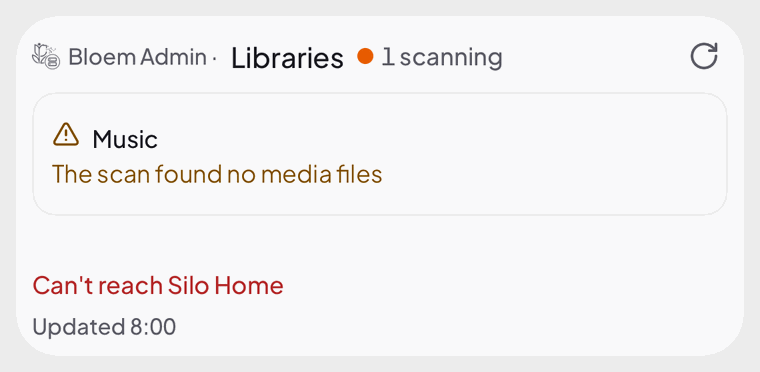 Bloem Admin · Libraries 1 scanning
Music
The scan found no media files
Can't reach Silo Home
Updated 8:00